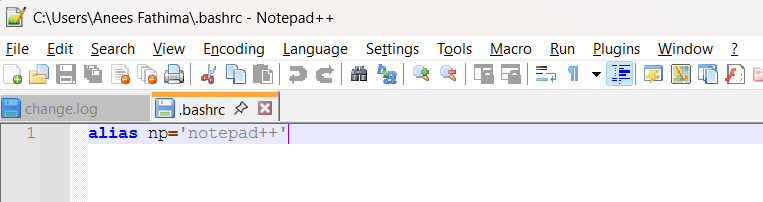 C:\Users\Anees Fathima\.bashrc - Notepad++
File Edit Search View Encoding Language Settings Tools Macro Run Plugins Window ?
change.log .bashrc
1 alias np='notepad++'